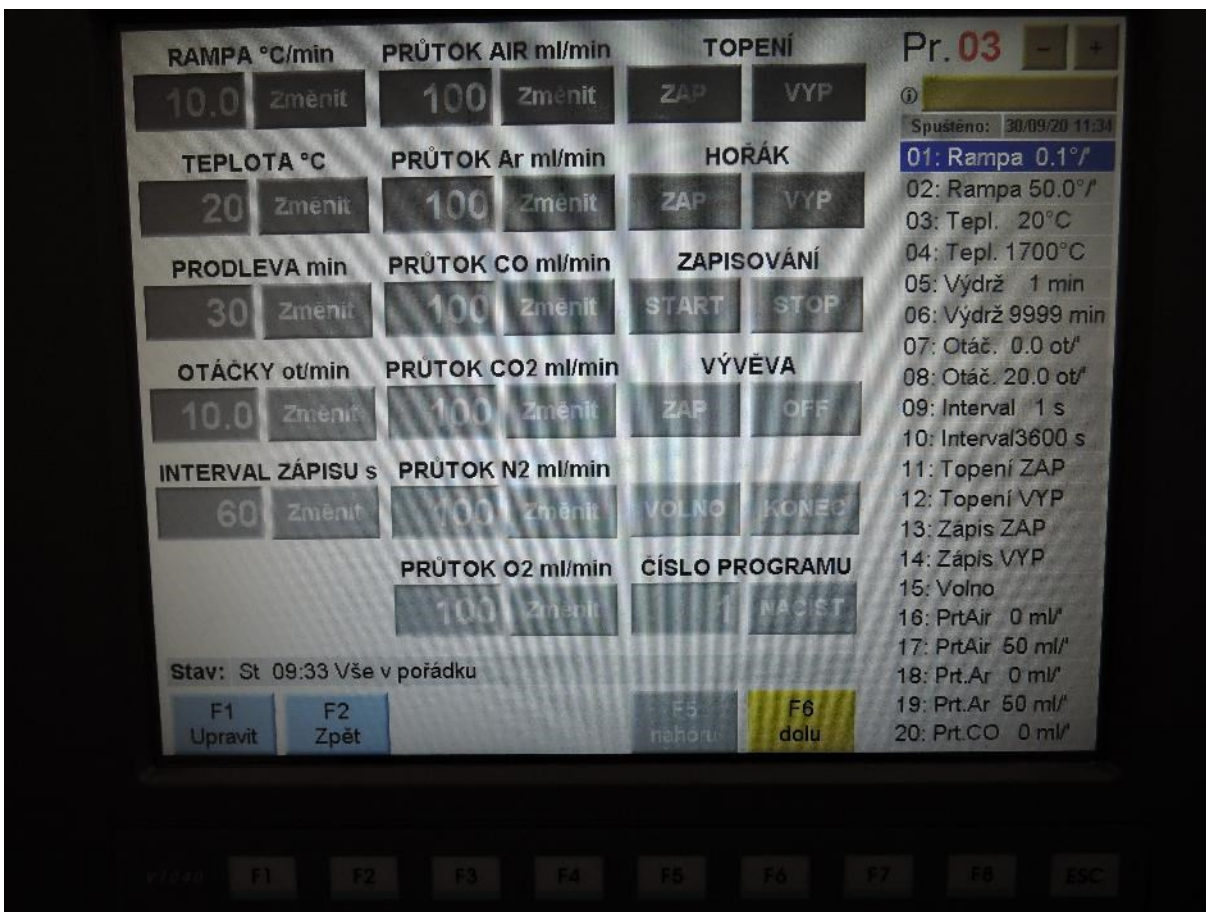 RAMPA °C/min
10.0 Změnit
TEPLOTA °C
20 Změnit
PRODLEVA min
30 Změnit
OTÁČKY ot/min
10.0 Změnit
INTERVAL ZÁPISU s
60 Změnit
PRŮTOK AIR ml/min
100 Změnit
PRŮTOK Ar ml/min
100 Změnit
PRŮTOK CO ml/min
100 Změnit
PRŮTOK CO2 ml/min
100 Změnit
PRŮTOK N2 ml/min
100 Změnit
PRŮTOK O2 ml/min
100 Změnit
TOPENÍ
ZAP VYP
HOŘÁK
ZAP VYP
ZAPISOVÁNÍ
START STOP
VÝVĚVA
ZAP OFF
VOLNO KONEC
ČÍSLO PROGRAMU
1 NAČÍST
Pr. 03 - +
Spuštěno: 30/09/20 11:34
01: Rampa 0.1°/'
02: Rampa 50.0°/'
03: Tepl. 20°C
04: Tepl. 1700°C
05: Výdrž 1 min
06: Výdrž 9999 min
07: Otáč. 0.0 ot/'
08: Otáč. 20.0 ot/'
09: Interval 1 s
10: Interval3600 s
11: Topení ZAP
12: Topení VYP
13: Zápis ZAP
14: Zápis VYP
15: Volno
16: PrtAir 0 ml/'
17: PrtAir 50 ml/'
18: Prt.Ar 0 ml/'
19: Prt.Ar 50 ml/'
20: Prt.CO 0 ml/'
Stav: St 09:33 Vše v pořádku
F1 Upravit
F2 Zpět
F5 nahoru
F6 dolu
V1040 F1 F2 F3 F4 F5 F6 F7 F8 ESC